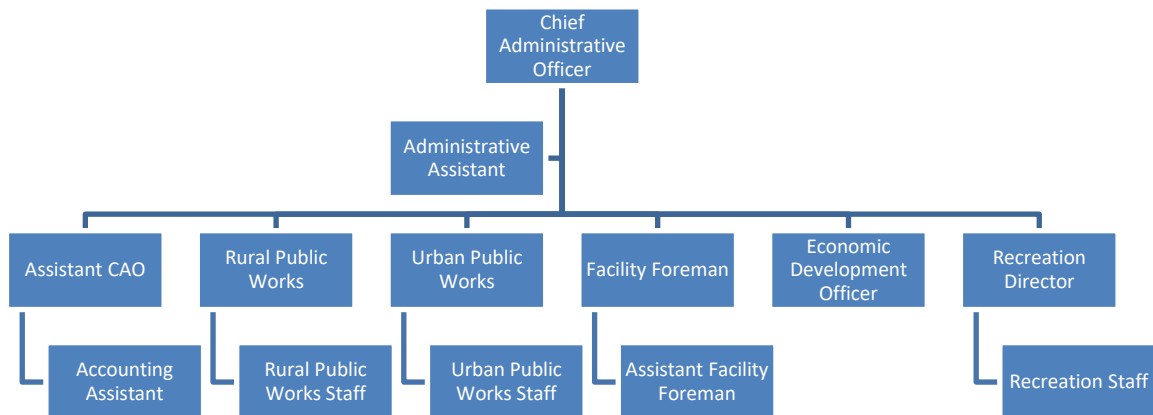 Chief
Administrative
Officer
Administrative
Assistant
Assistant CAO
Rural Public
Works
Urban Public
Works
Facility Foreman
Economic
Development
Officer
Recreation
Director
Accounting
Assistant
Rural Public
Works Staff
Urban Public
Works Staff
Assistant Facility
Foreman
Recreation Staff